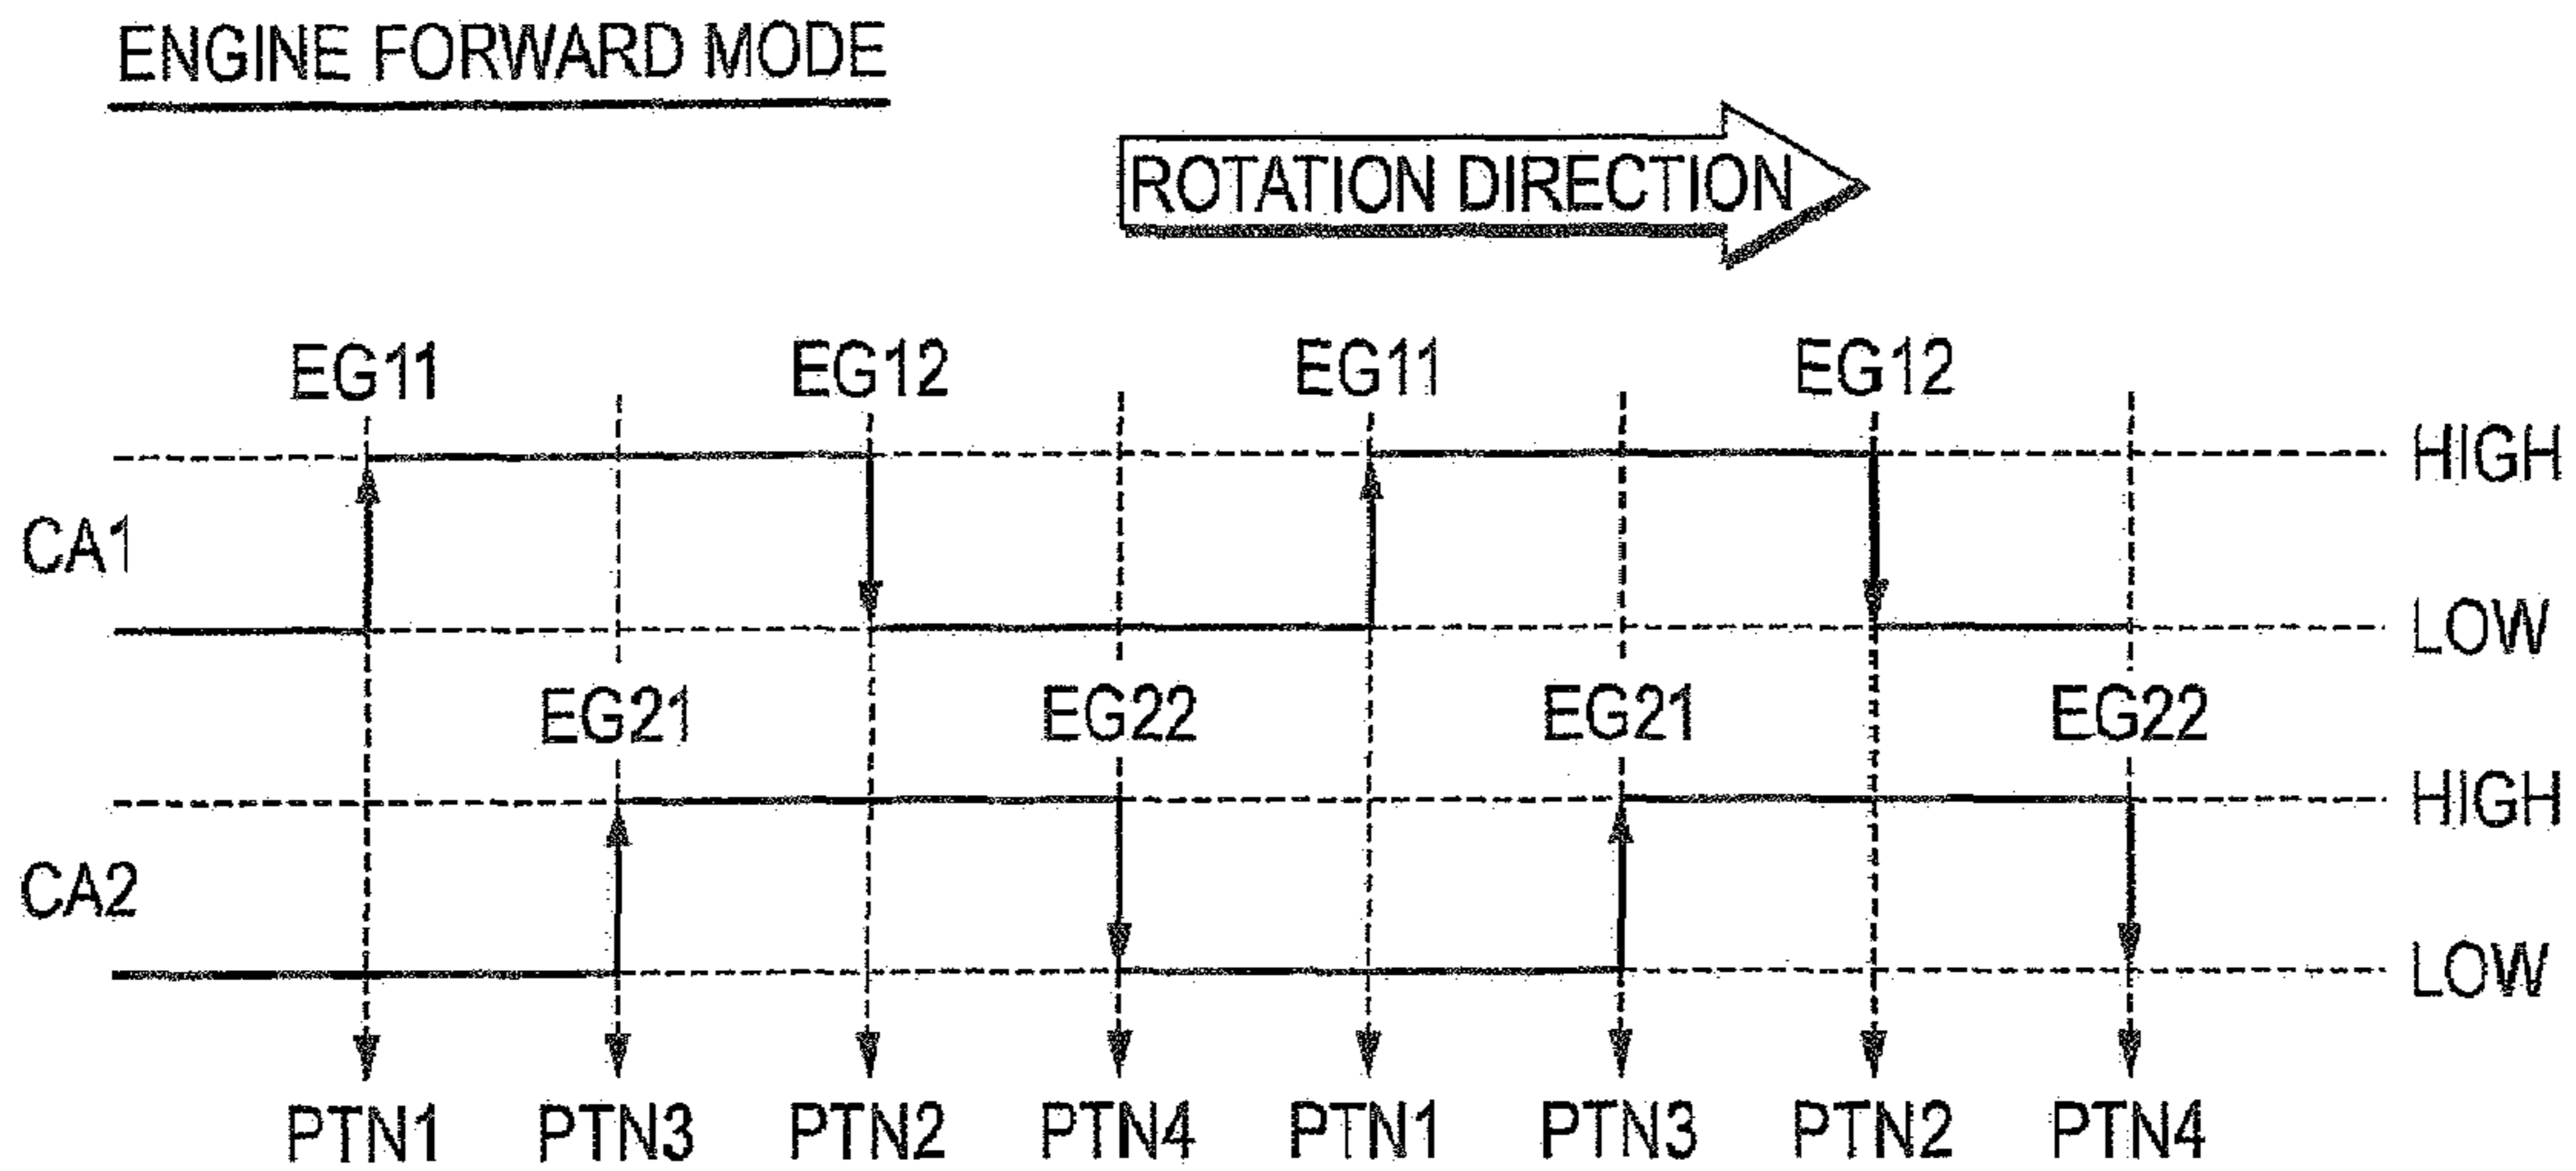 ENGINE FORWARD MODE
ROTATION DIRECTION
EG11 EG12 EG11 EG12
HIGH
CA1
LOW
EG21 EG22 EG21 EG22
HIGH
CA2
LOW
PTN1 PTN3 PTN2 PTN4 PTN1 PTN3 PTN2 PTN4